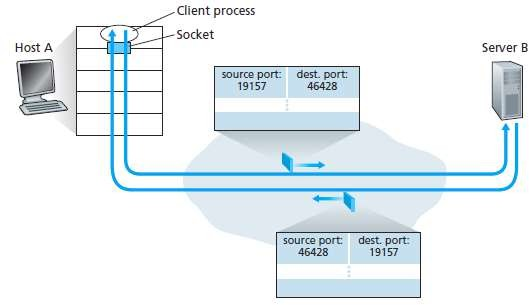 Client process
Socket
Host A
Server B
source port: dest. port:
19157 46428
source port: dest. port:
46428 19157